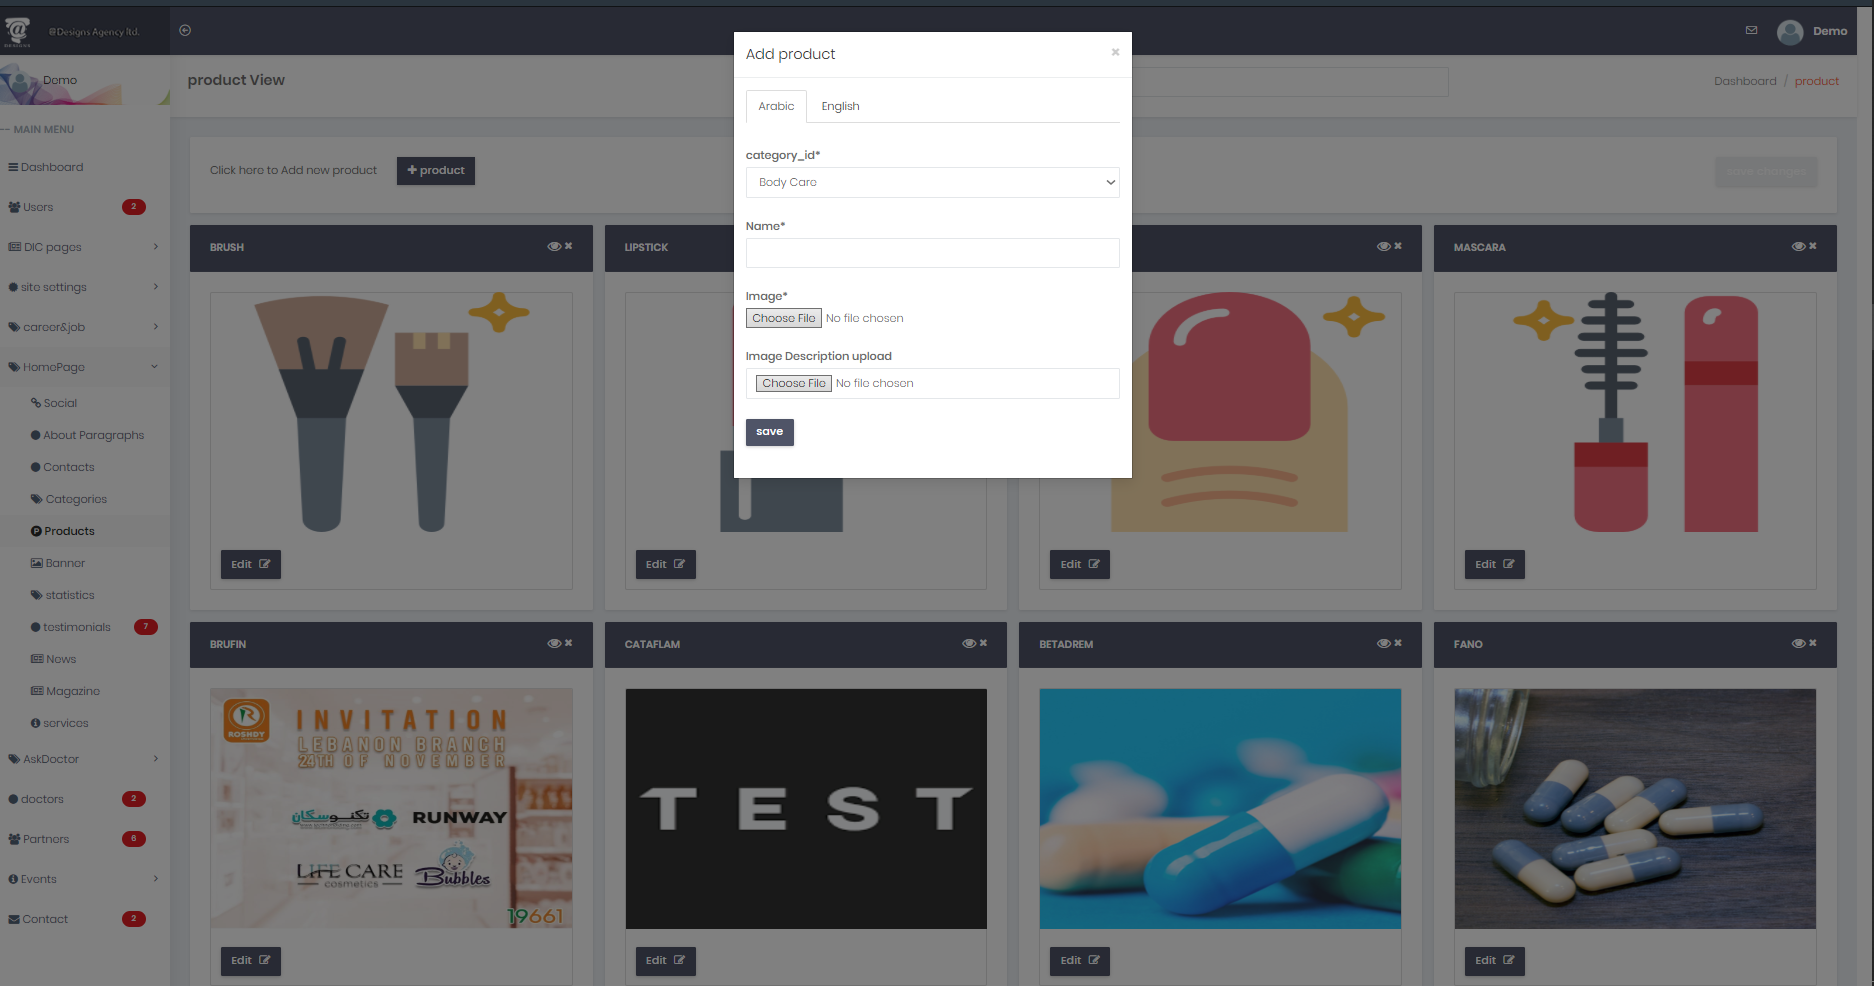 @Designs Agency ltd.
Demo
Demo
product View
Dashboard / product
-- MAIN MENU
Dashboard
Users 2
DIC pages
site settings
career&job
HomePage
Social
About Paragraphs
Contacts
Categories
Products
Banner
statistics
testimonials 7
News
Magazine
services
AskDoctor
doctors 2
Partners 6
Events
Contact 2
Click here to Add new product
+ product
save changes
Add product
×
Arabic
English
category_id*
Body Care
Name*
Image*
Choose File No file chosen
Image Description upload
Choose File No file chosen
save
BRUSH
LIPSTICK
MASCARA
Edit
Edit
Edit
Edit
BRUFIN
CATAFLAM
BETADREM
FANO
ROSHDY
INVITATION
LEBANON BRANCH
24TH OF NOVEMBER
تكنوسكان
RUNWAY
LIFE CARE
cosmetics
Bubbles
19661
TEST
Edit
Edit
Edit
Edit